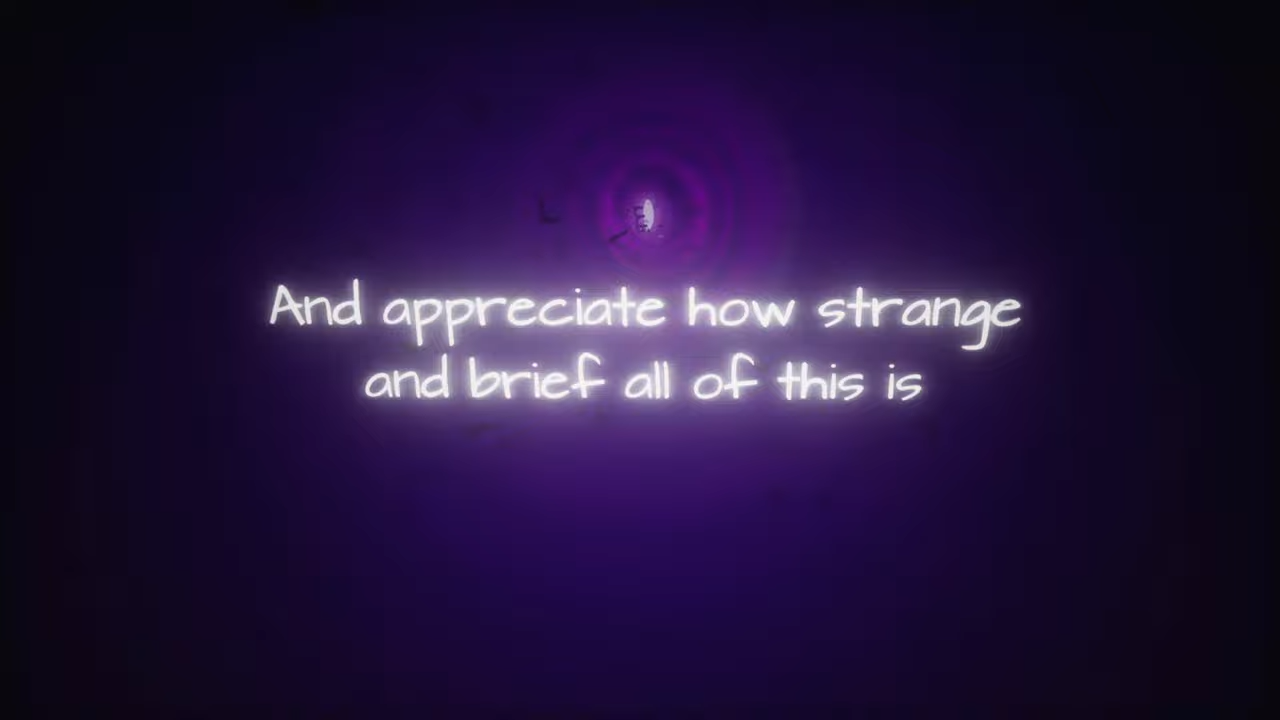 And appreciate how strange
and brief all of this is